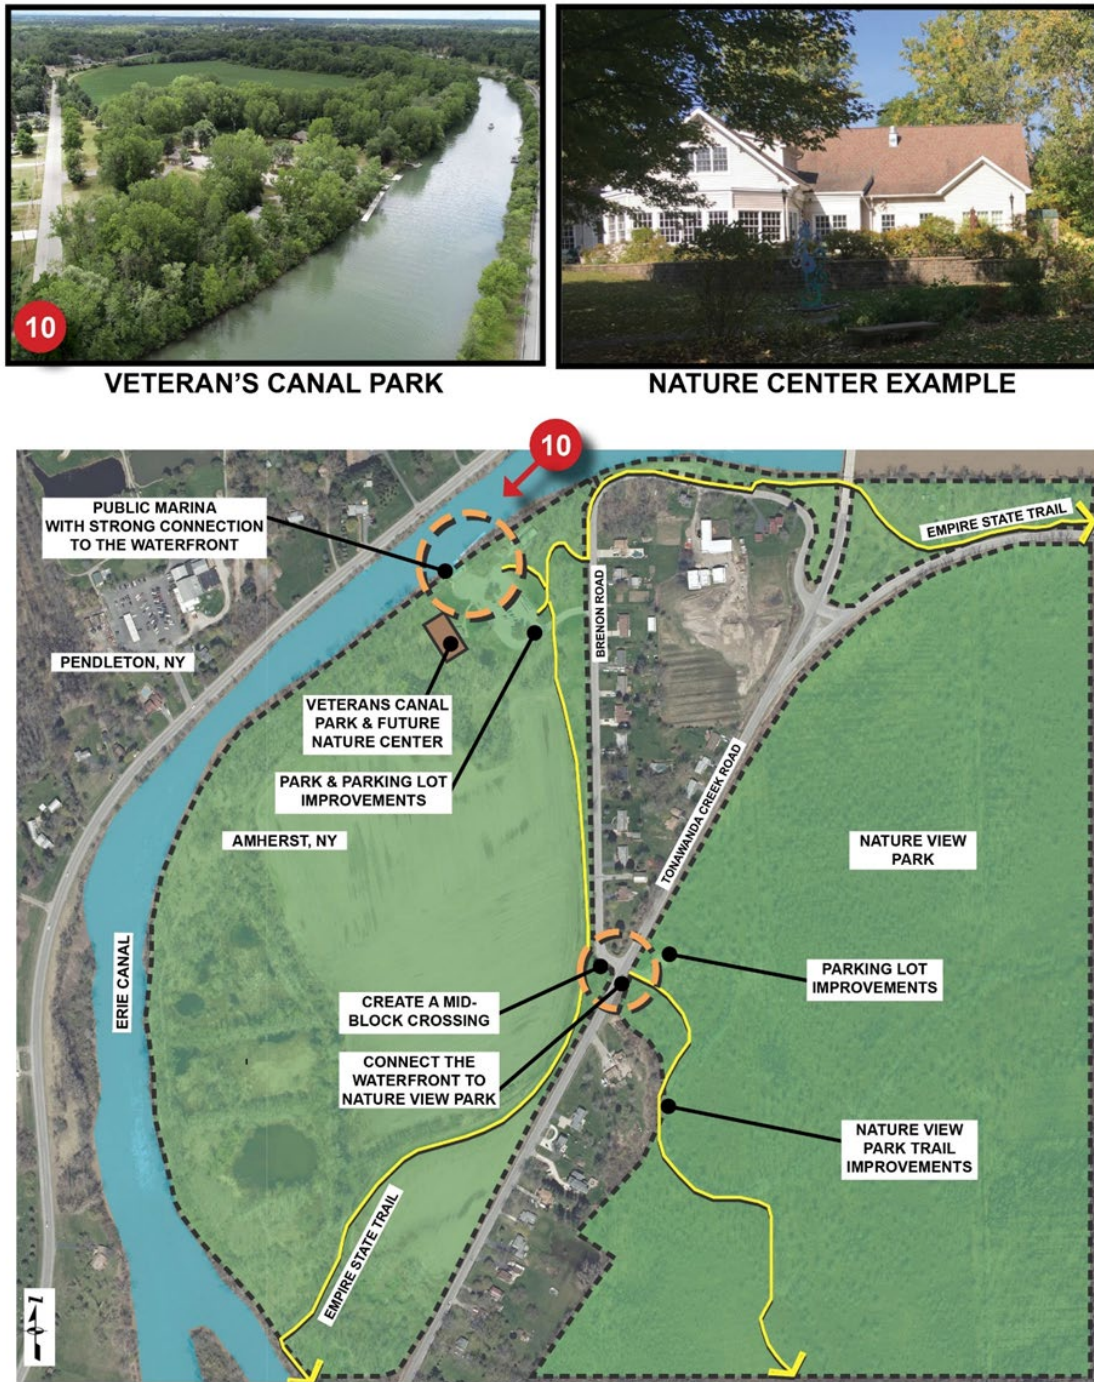 10
VETERAN'S CANAL PARK
NATURE CENTER EXAMPLE
10
PUBLIC MARINA
WITH STRONG CONNECTION
TO THE WATERFRONT
EMPIRE STATE TRAIL
BRENON ROAD
PENDLETON, NY
VETERANS CANAL
PARK & FUTURE
NATURE CENTER
PARK & PARKING LOT
IMPROVEMENTS
TONAWANDA CREEK ROAD
AMHERST, NY
NATURE VIEW
PARK
ERIE CANAL
PARKING LOT
IMPROVEMENTS
CREATE A MID-
BLOCK CROSSING
CONNECT THE
WATERFRONT TO
NATURE VIEW PARK
NATURE VIEW
PARK TRAIL
IMPROVEMENTS
EMPIRE STATE TRAIL
N